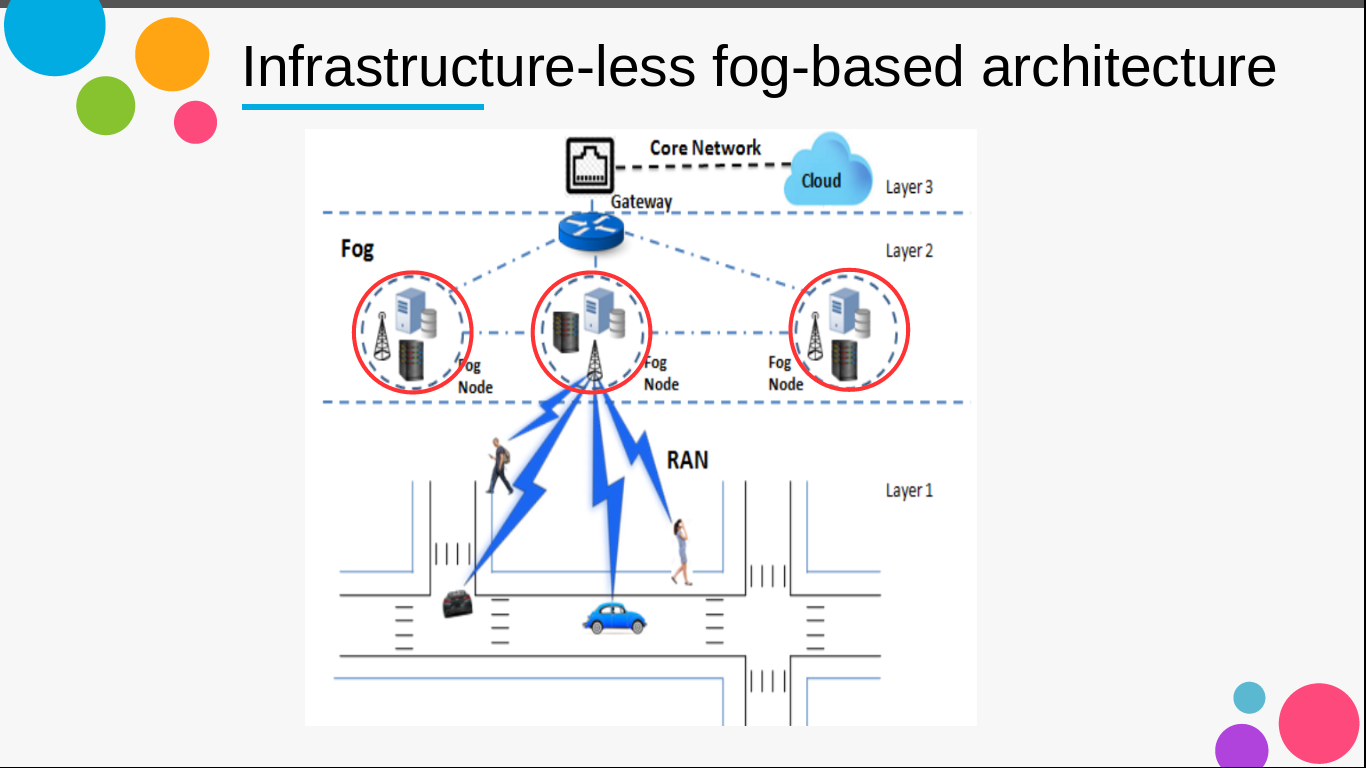 Infrastructure-less fog-based architecture
Core Network
Cloud
Layer 3
Gateway
Fog
Layer 2
Fog
Node
Fog
Node
Fog
Node
RAN
Layer 1